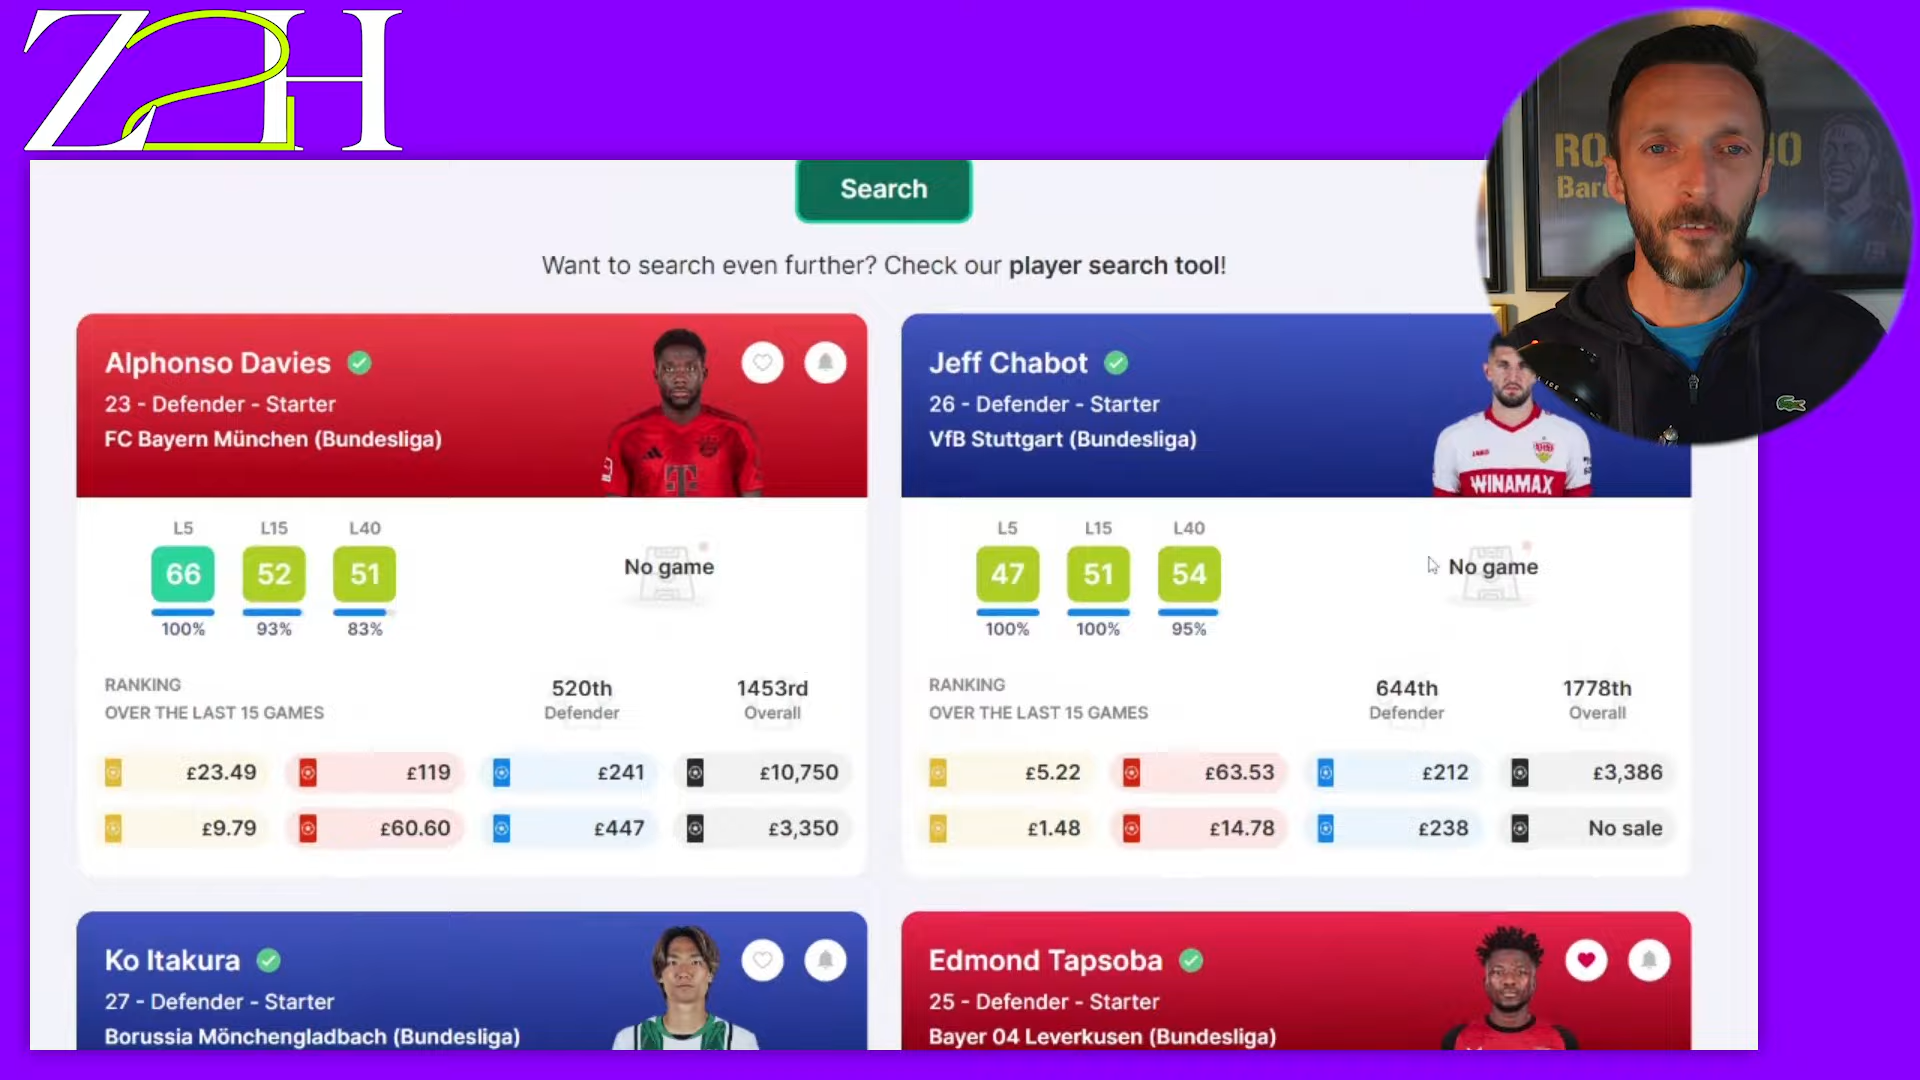 Z2H
Search
Want to search even further? Check our player search tool!
Alphonso Davies
23 - Defender - Starter
FC Bayern München (Bundesliga)
L5 L15 L40
66 52 51
100% 93% 83%
No game
RANKING
OVER THE LAST 15 GAMES
520th
Defender
1453rd
Overall
£23.49 £119 £241 £10,750
£9.79 £60.60 £447 £3,350
Jeff Chabot
26 - Defender - Starter
VfB Stuttgart (Bundesliga)
JAKO
WINAMAX
L5 L15 L40
47 51 54
100% 100% 95%
No game
RANKING
OVER THE LAST 15 GAMES
644th
Defender
1778th
Overall
£5.22 £63.53 £212 £3,386
£1.48 £14.78 £238 No sale
Ko Itakura
27 - Defender - Starter
Borussia Mönchengladbach (Bundesliga)
Edmond Tapsoba
25 - Defender - Starter
Bayer 04 Leverkusen (Bundesliga)